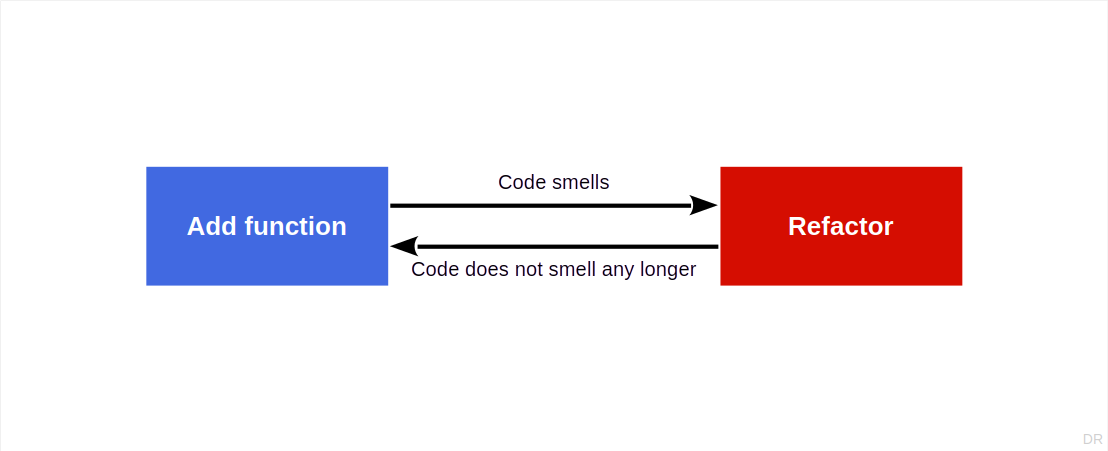 Code smells
Add function
Refactor
Code does not smell any longer
DR